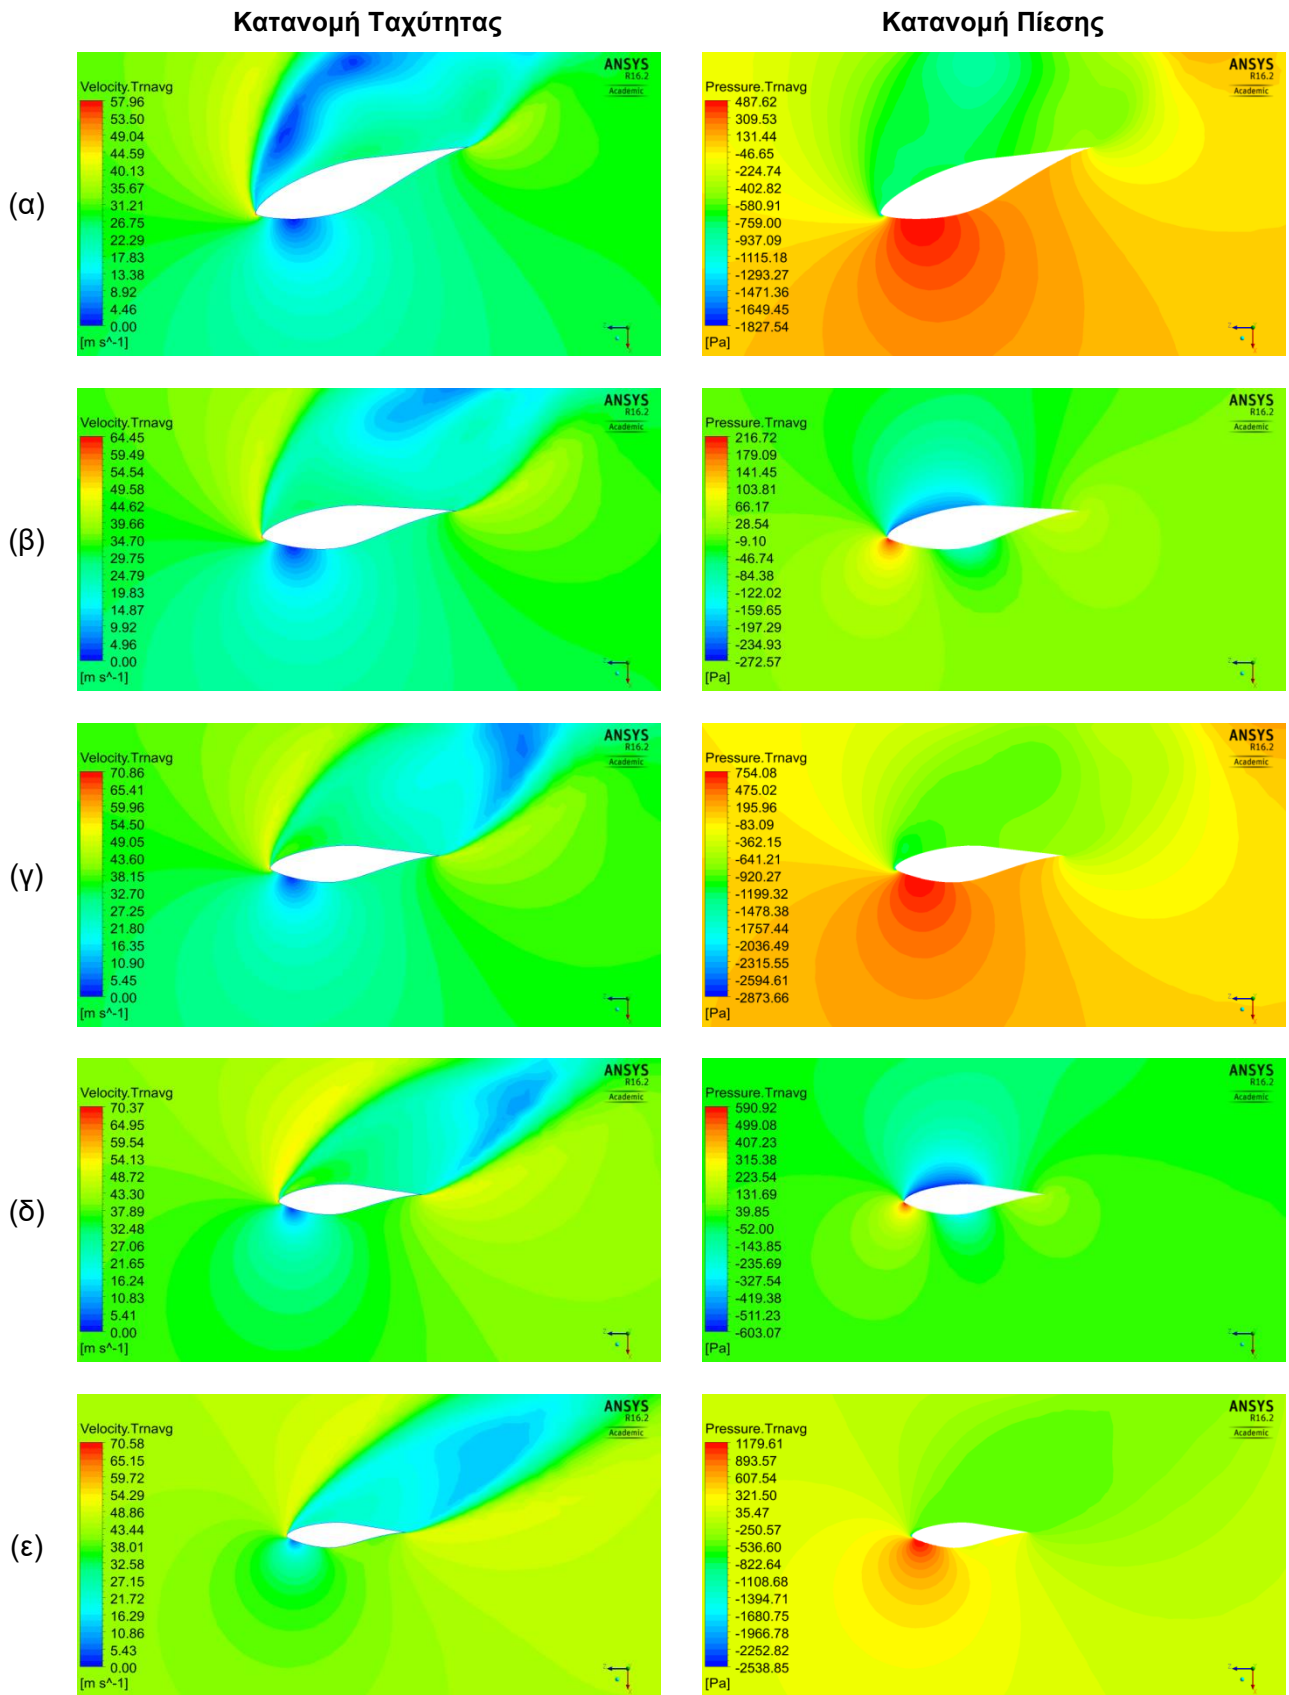 Κατανομή Ταχύτητας
Κατανομή Πίεσης
(α)
Velocity.Trnavg
57.96
53.50
49.04
44.59
40.13
35.67
31.21
26.75
22.29
17.83
13.38
8.92
4.46
0.00
[m s^-1]
ANSYS
R16.2
Academic
Pressure.Trnavg
487.62
309.53
131.44
-46.65
-224.74
-402.82
-580.91
-759.00
-937.09
-1115.18
-1293.27
-1471.36
-1649.45
-1827.54
[Pa]
ANSYS
R16.2
Academic
(β)
Velocity.Trnavg
64.45
59.49
54.54
49.58
44.62
39.66
34.70
29.75
24.79
19.83
14.87
9.92
4.96
0.00
[m s^-1]
ANSYS
R16.2
Academic
Pressure.Trnavg
216.72
179.09
141.45
103.81
66.17
28.54
-9.10
-46.74
-84.38
-122.02
-159.65
-197.29
-234.93
-272.57
[Pa]
ANSYS
R16.2
Academic
(γ)
Velocity.Trnavg
70.86
65.41
59.96
54.50
49.05
43.60
38.15
32.70
27.25
21.80
16.35
10.90
5.45
0.00
[m s^-1]
ANSYS
R16.2
Academic
Pressure.Trnavg
754.08
475.02
195.96
-83.09
-362.15
-641.21
-920.27
-1199.32
-1478.38
-1757.44
-2036.49
-2315.55
-2594.61
-2873.66
[Pa]
ANSYS
R16.2
Academic
(δ)
Velocity.Trnavg
70.37
64.95
59.54
54.13
48.72
43.30
37.89
32.48
27.06
21.65
16.24
10.83
5.41
0.00
[m s^-1]
ANSYS
R16.2
Academic
Pressure.Trnavg
590.92
499.08
407.23
315.38
223.54
131.69
39.85
-52.00
-143.85
-235.69
-327.54
-419.38
-511.23
-603.07
[Pa]
ANSYS
R16.2
Academic
(ε)
Velocity.Trnavg
70.58
65.15
59.72
54.29
48.86
43.44
38.01
32.58
27.15
21.72
16.29
10.86
5.43
0.00
[m s^-1]
ANSYS
R16.2
Academic
Pressure.Trnavg
1179.61
893.57
607.54
321.50
35.47
-250.57
-536.60
-822.64
-1108.68
-1394.71
-1680.75
-1966.78
-2252.82
-2538.85
[Pa]
ANSYS
R16.2
Academic